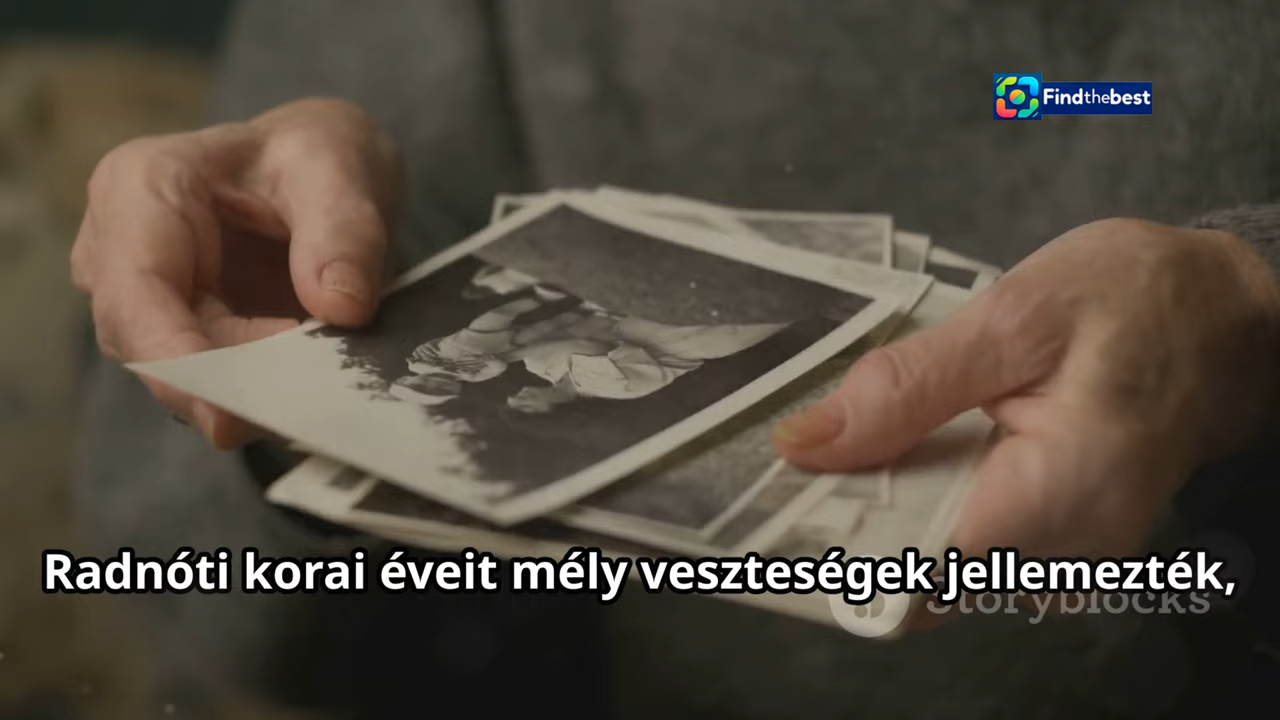 Findthebest
Radnóti korai éveit mély veszteségek jellemezték,
Storyblocks